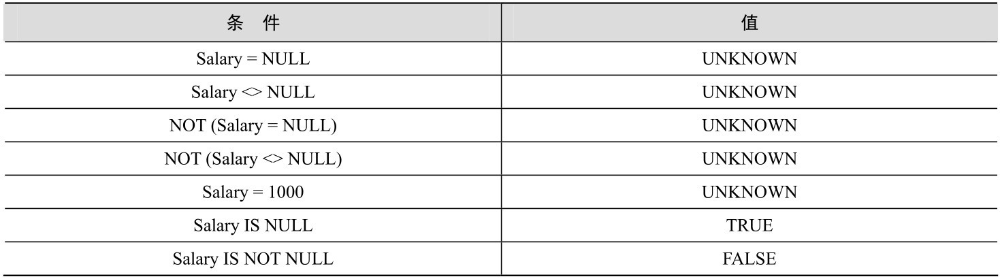 条 件 值
Salary = NULL UNKNOWN
Salary <> NULL UNKNOWN
NOT (Salary = NULL) UNKNOWN
NOT (Salary <> NULL) UNKNOWN
Salary = 1000 UNKNOWN
Salary IS NULL TRUE
Salary IS NOT NULL FALSE